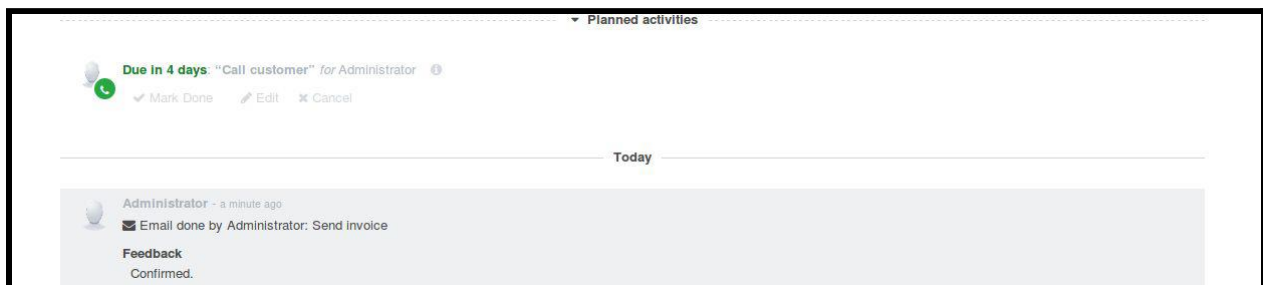 Planned activities
Due in 4 days: “Call customer” for Administrator
Mark Done Edit Cancel
Today
Administrator - a minute ago
Email done by Administrator: Send invoice
Feedback
Confirmed.